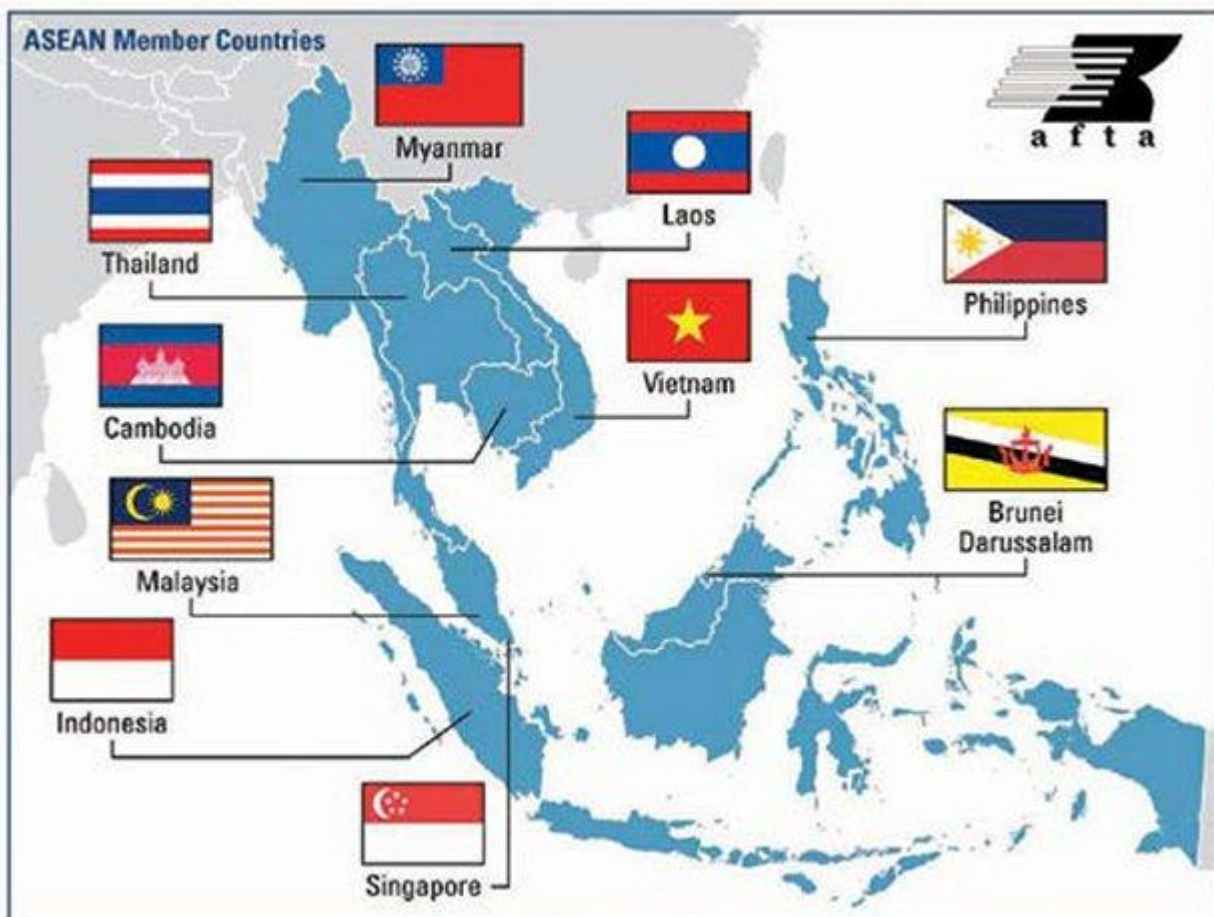 ASEAN Member Countries
afta
Myanmar
Laos
Thailand
Philippines
Vietnam
Cambodia
Brunei
Darussalam
Malaysia
Indonesia
Singapore